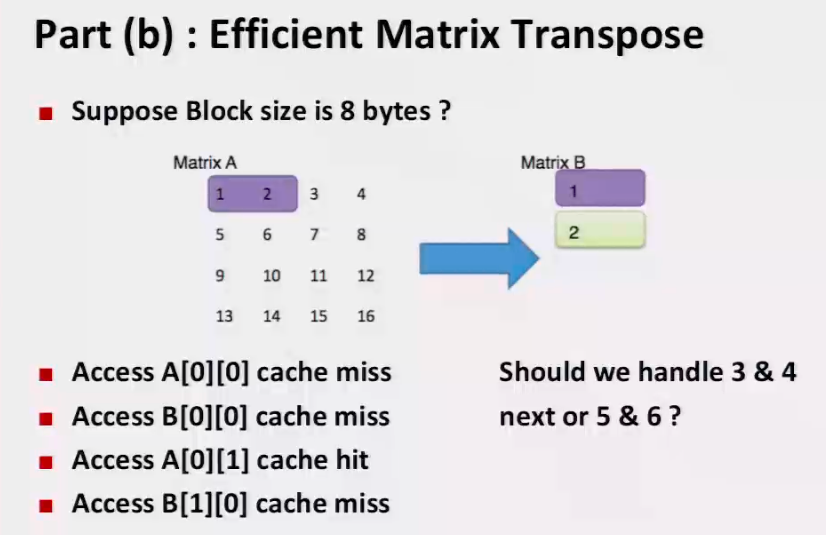 Part (b) : Efficient Matrix Transpose
Suppose Block size is 8 bytes ?
Matrix A
1 2 3 4
5 6 7 8
9 10 11 12
13 14 15 16
Matrix B
1
2
Access A[0][0] cache miss
Access B[0][0] cache miss
Access A[0][1] cache hit
Access B[1][0] cache miss
Should we handle 3 & 4
next or 5 & 6 ?